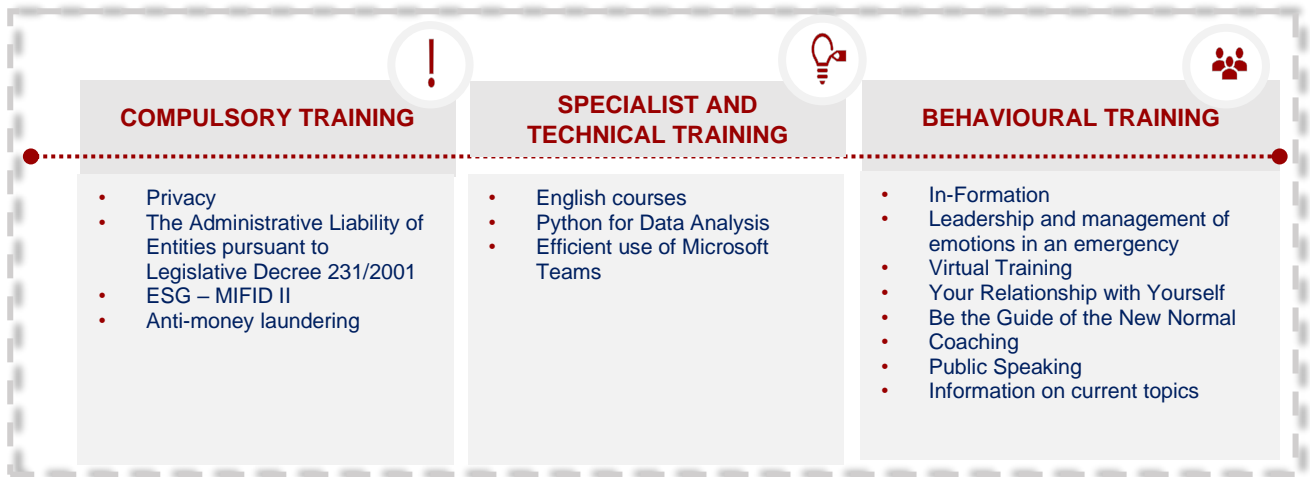 COMPULSORY TRAINING
• Privacy
• The Administrative Liability of
Entities pursuant to
Legislative Decree 231/2001
• ESG – MIFID II
• Anti-money laundering
SPECIALIST AND
TECHNICAL TRAINING
• English courses
• Python for Data Analysis
• Efficient use of Microsoft
Teams
BEHAVIOURAL TRAINING
• In-Formation
• Leadership and management of
emotions in an emergency
• Virtual Training
• Your Relationship with Yourself
• Be the Guide of the New Normal
• Coaching
• Public Speaking
• Information on current topics